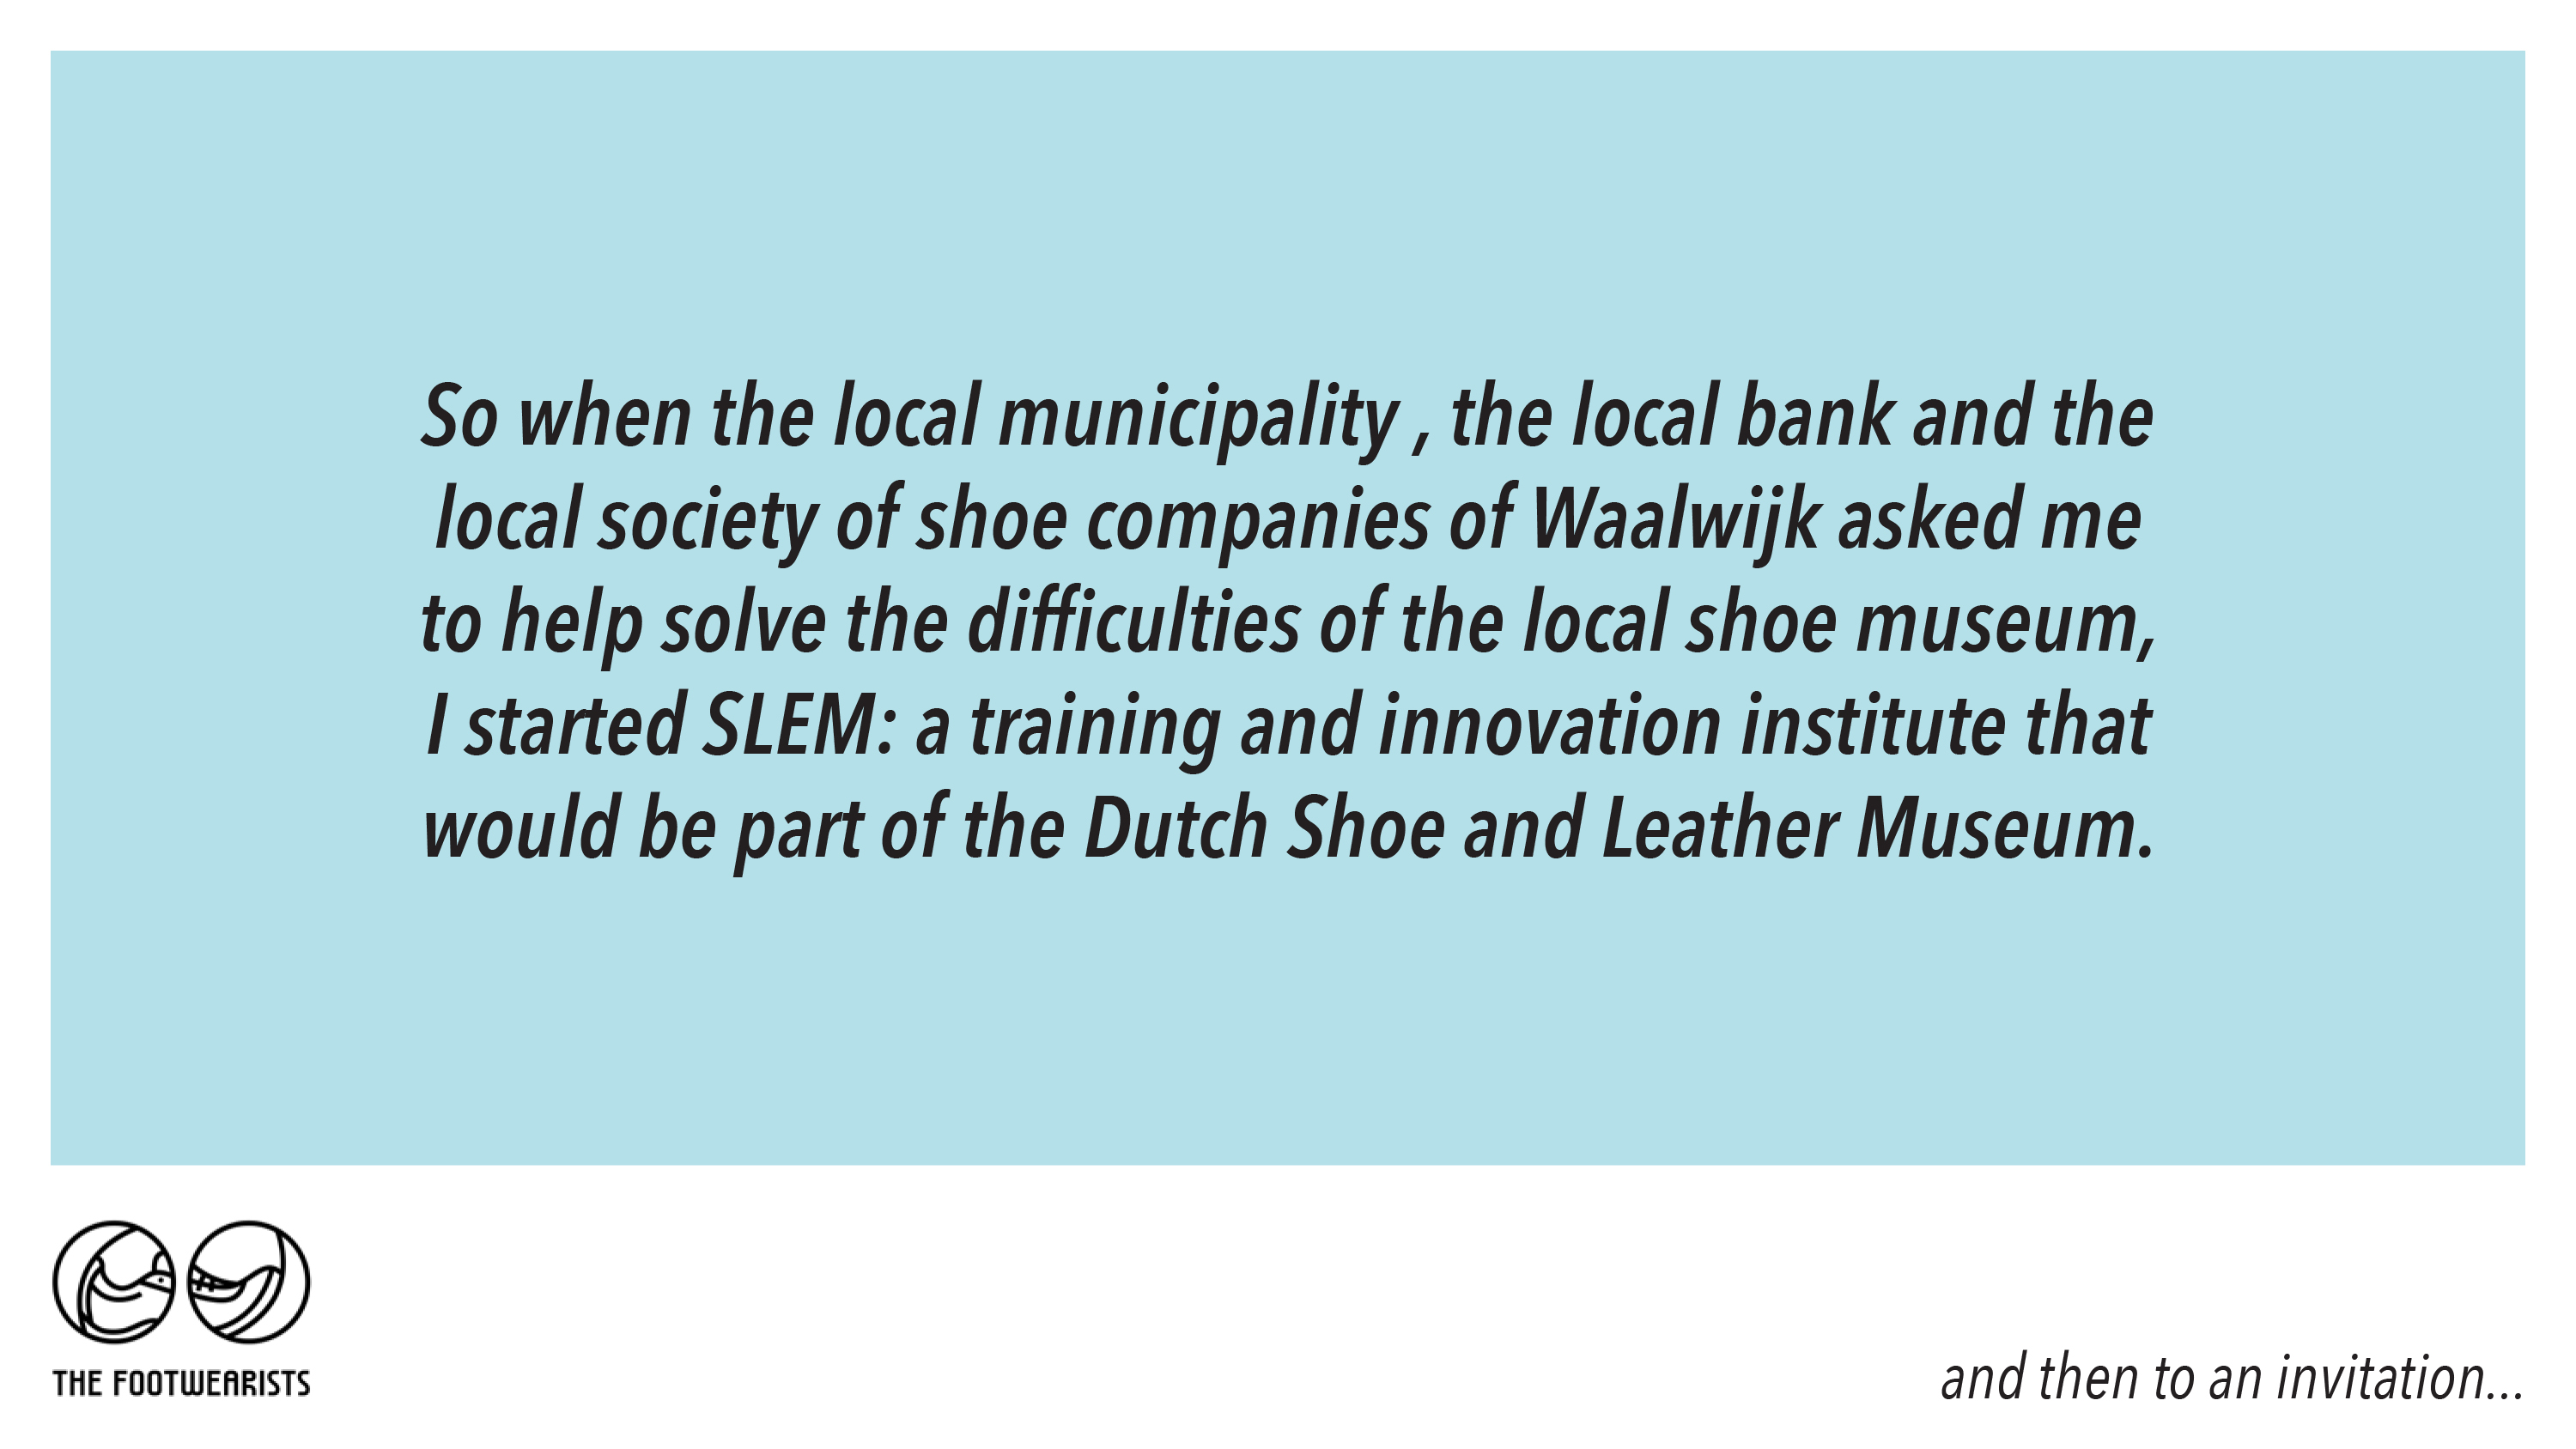 So when the local municipality , the local bank and the
local society of shoe companies of Waalwijk asked me
to help solve the difficulties of the local shoe museum,
I started SLEM: a training and innovation institute that
would be part of the Dutch Shoe and Leather Museum.
THE FOOTWEARISTS
and then to an invitation...